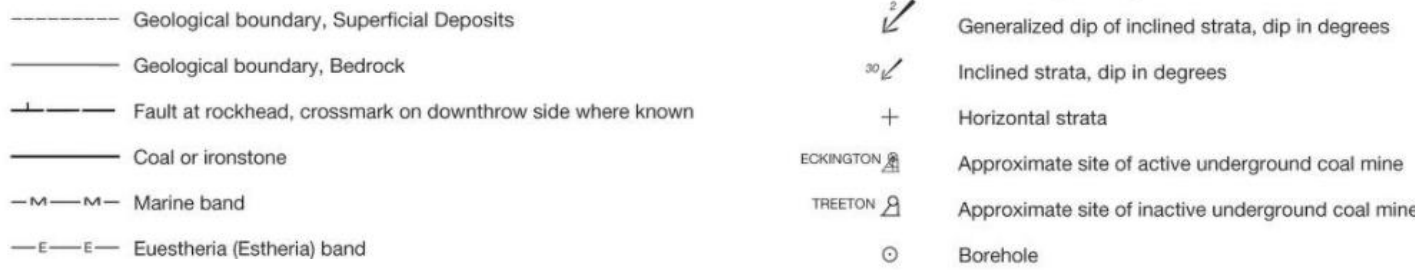 Geological boundary, Superficial Deposits
Geological boundary, Bedrock
Fault at rockhead, crossmark on downthrow side where known
Coal or ironstone
M M Marine band
E E Euestheria (Estheria) band
2 Generalized dip of inclined strata, dip in degrees
30 Inclined strata, dip in degrees
Horizontal strata
ECKINGTON Approximate site of active underground coal mine
TREETON Approximate site of inactive underground coal mine
Borehole